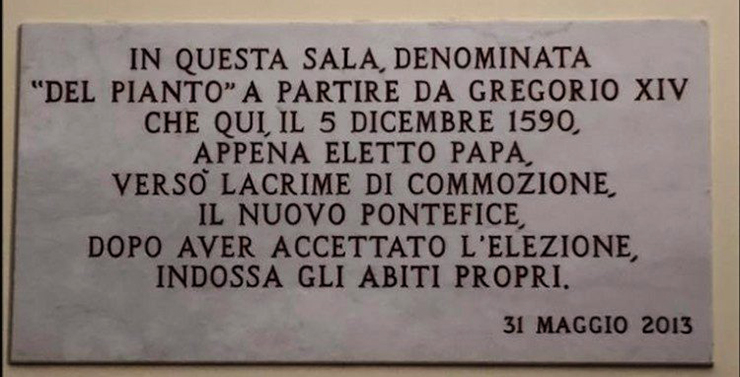 IN QUESTA SALA, DENOMINATA
"DEL PIANTO" A PARTIRE DA GREGORIO XIV
CHE QUI, IL 5 DICEMBRE 1590,
APPENA ELETTO PAPA,
VERSÒ LACRIME DI COMMOZIONE,
IL NUOVO PONTEFICE,
DOPO AVER ACCETTATO L'ELEZIONE,
INDOSSA GLI ABITI PROPRI.
31 MAGGIO 2013